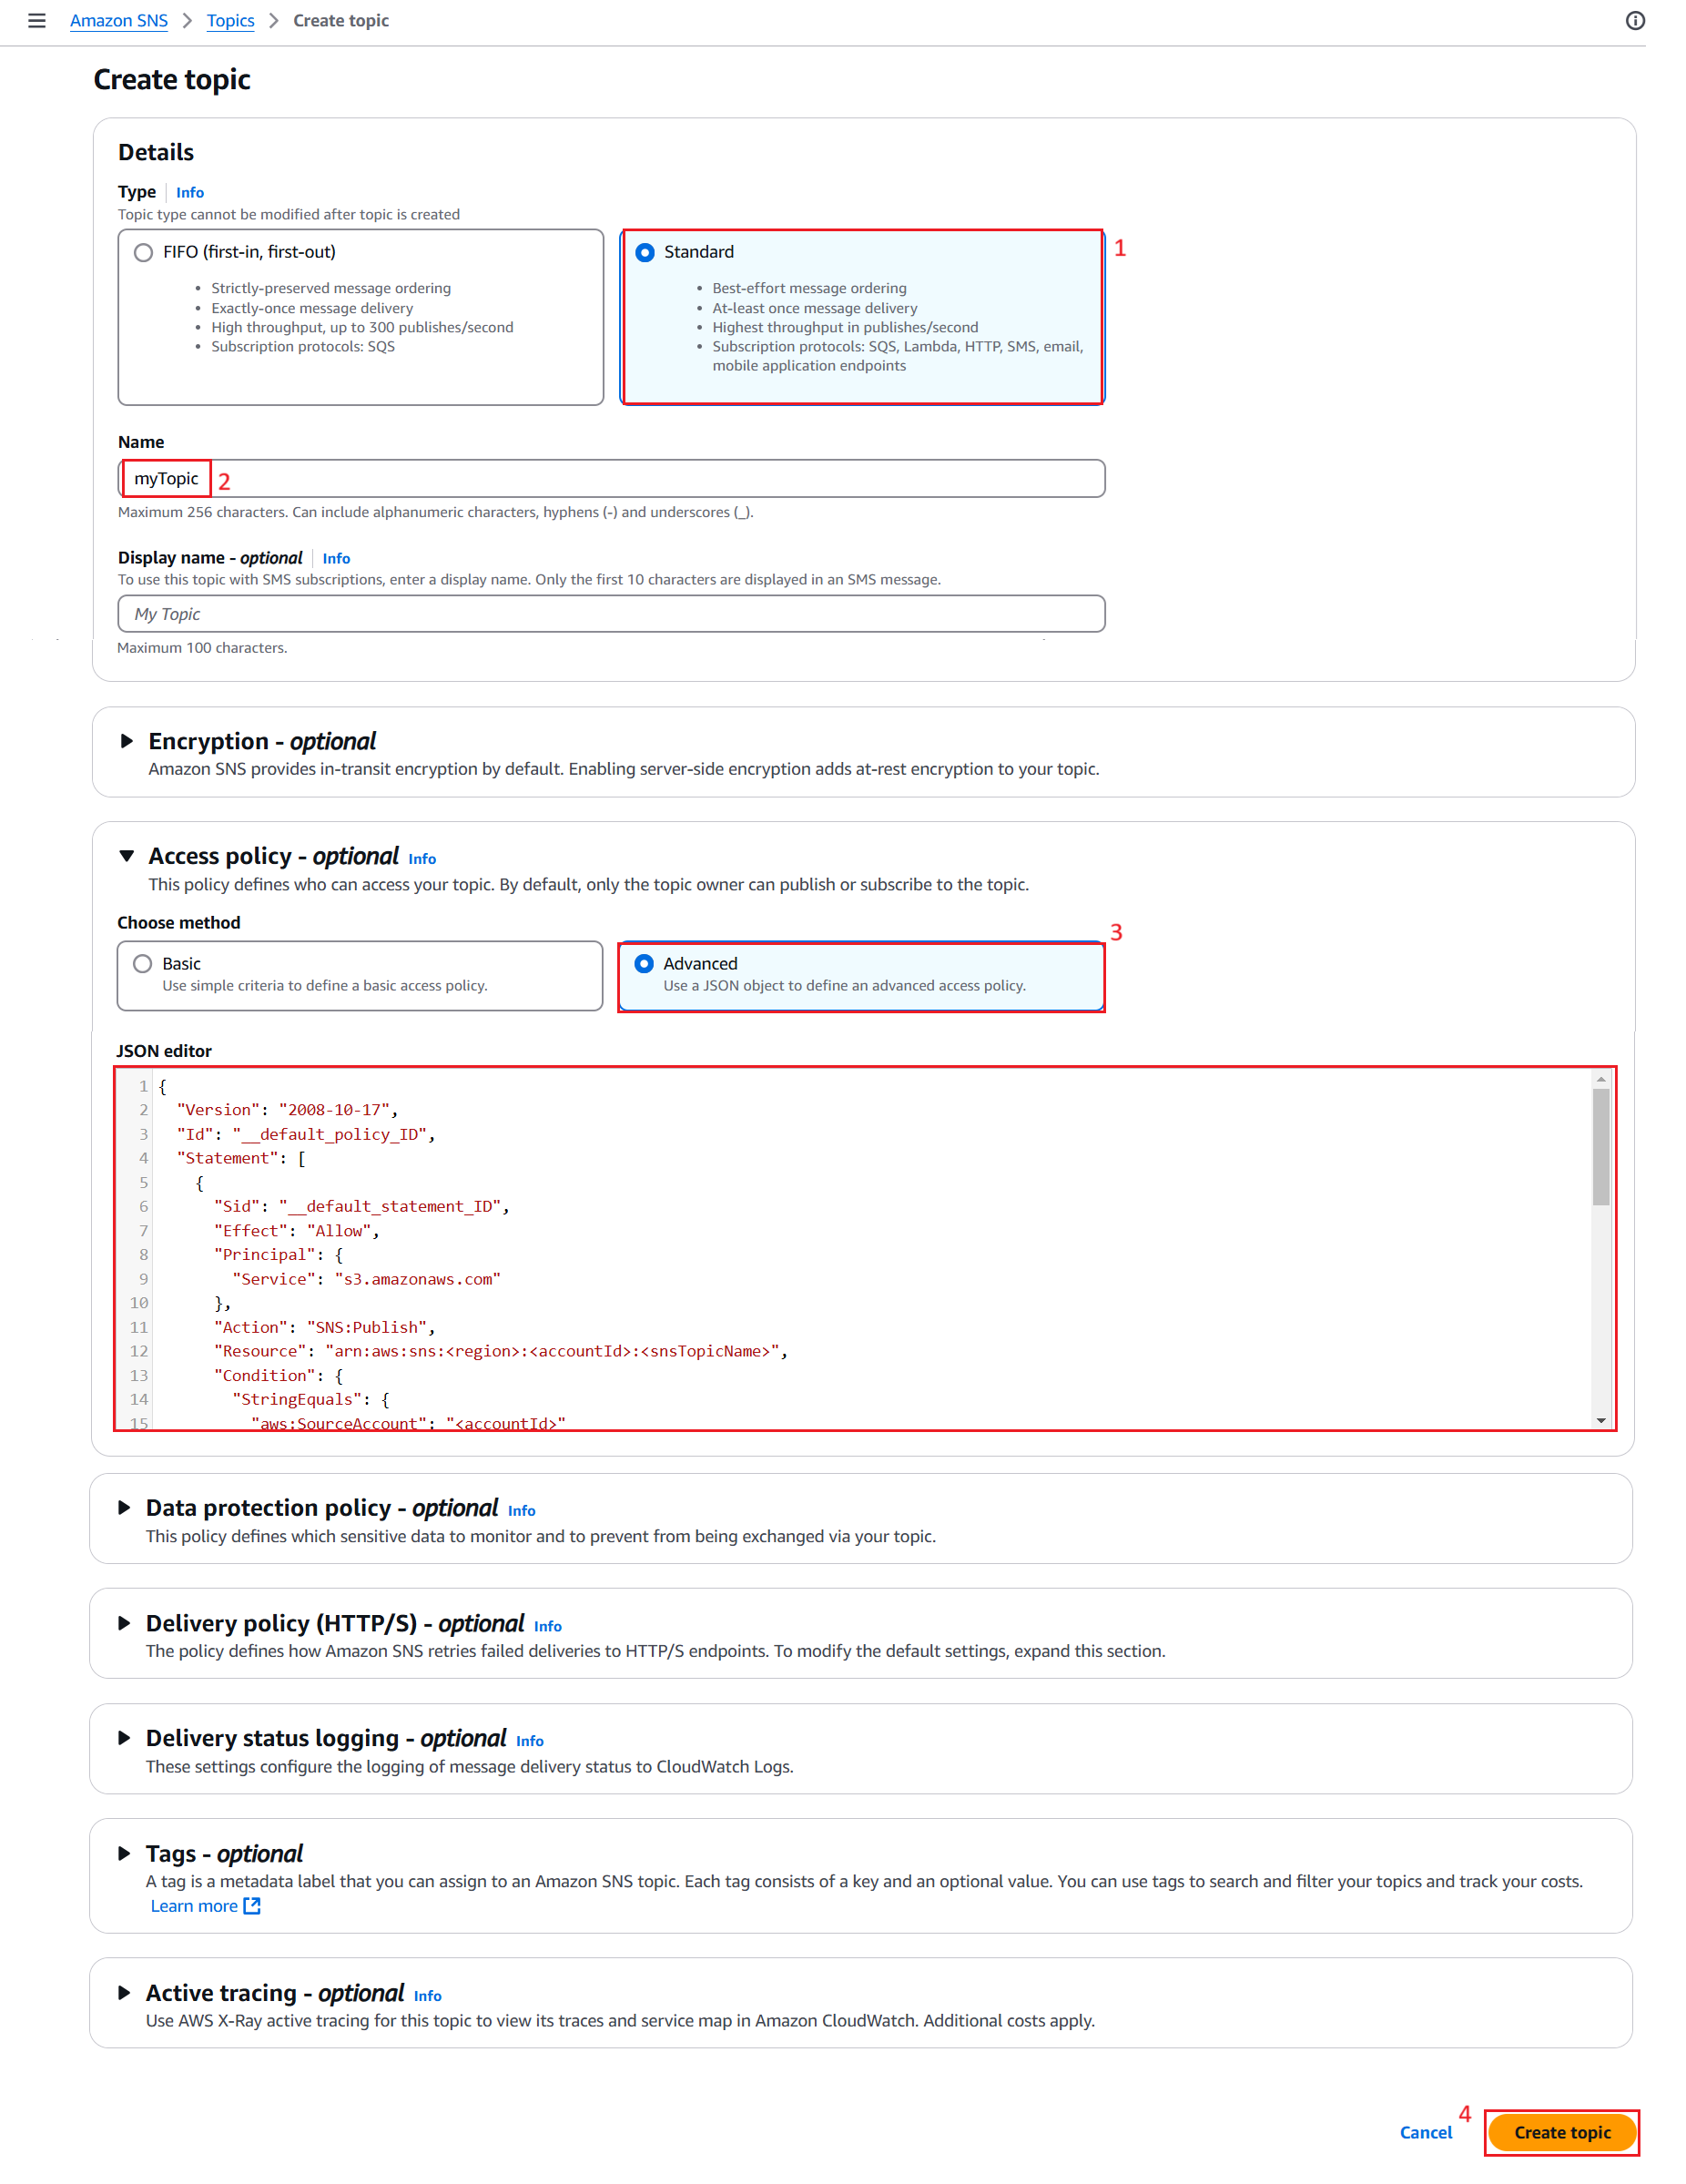 Amazon SNS > Topics > Create topic
Create topic
Details
Type Info
Topic type cannot be modified after topic is created
FIFO (first-in, first-out)
• Strictly-preserved message ordering
• Exactly-once message delivery
• High throughput, up to 300 publishes/second
• Subscription protocols: SQS
Standard
1
• Best-effort message ordering
• At-least once message delivery
• Highest throughput in publishes/second
• Subscription protocols: SQS, Lambda, HTTP, SMS, email,
mobile application endpoints
Name
myTopic 2
Maximum 256 characters. Can include alphanumeric characters, hyphens (-) and underscores (_).
Display name - optional Info
To use this topic with SMS subscriptions, enter a display name. Only the first 10 characters are displayed in an SMS message.
My Topic
Maximum 100 characters.
Encryption - optional
Amazon SNS provides in-transit encryption by default. Enabling server-side encryption adds at-rest encryption to your topic.
Access policy - optional Info
This policy defines who can access your topic. By default, only the topic owner can publish or subscribe to the topic.
Choose method
3
Basic
Use simple criteria to define a basic access policy.
Advanced
Use a JSON object to define an advanced access policy.
JSON editor
1 {
2 "Version": "2008-10-17",
3 "Id": "__default_policy_ID",
4 "Statement": [
5 {
6 "Sid": "__default_statement_ID",
7 "Effect": "Allow",
8 "Principal": {
9 "Service": "s3.amazonaws.com"
10 },
11 "Action": "SNS:Publish",
12 "Resource": "arn:aws:sns:<region>:<accountId>:<snsTopicName>",
13 "Condition": {
14 "StringEquals": {
15 "aws:SourceAccount": "<accountId>"
Data protection policy - optional Info
This policy defines which sensitive data to monitor and to prevent from being exchanged via your topic.
Delivery policy (HTTP/S) - optional Info
The policy defines how Amazon SNS retries failed deliveries to HTTP/S endpoints. To modify the default settings, expand this section.
Delivery status logging - optional Info
These settings configure the logging of message delivery status to CloudWatch Logs.
Tags - optional
A tag is a metadata label that you can assign to an Amazon SNS topic. Each tag consists of a key and an optional value. You can use tags to search and filter your topics and track your costs.
Learn more
Active tracing - optional Info
Use AWS X-Ray active tracing for this topic to view its traces and service map in Amazon CloudWatch. Additional costs apply.
4
Cancel Create topic